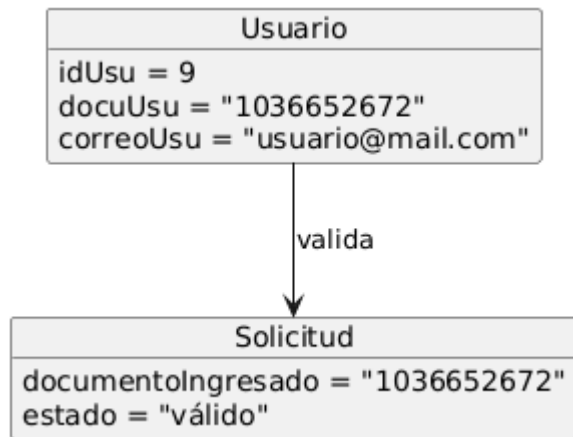 Usuario
idUsu = 9
docuUsu = "1036652672"
correoUsu = "usuario@mail.com"
valida
Solicitud
documentoIngresado = "1036652672"
estado = "válido"